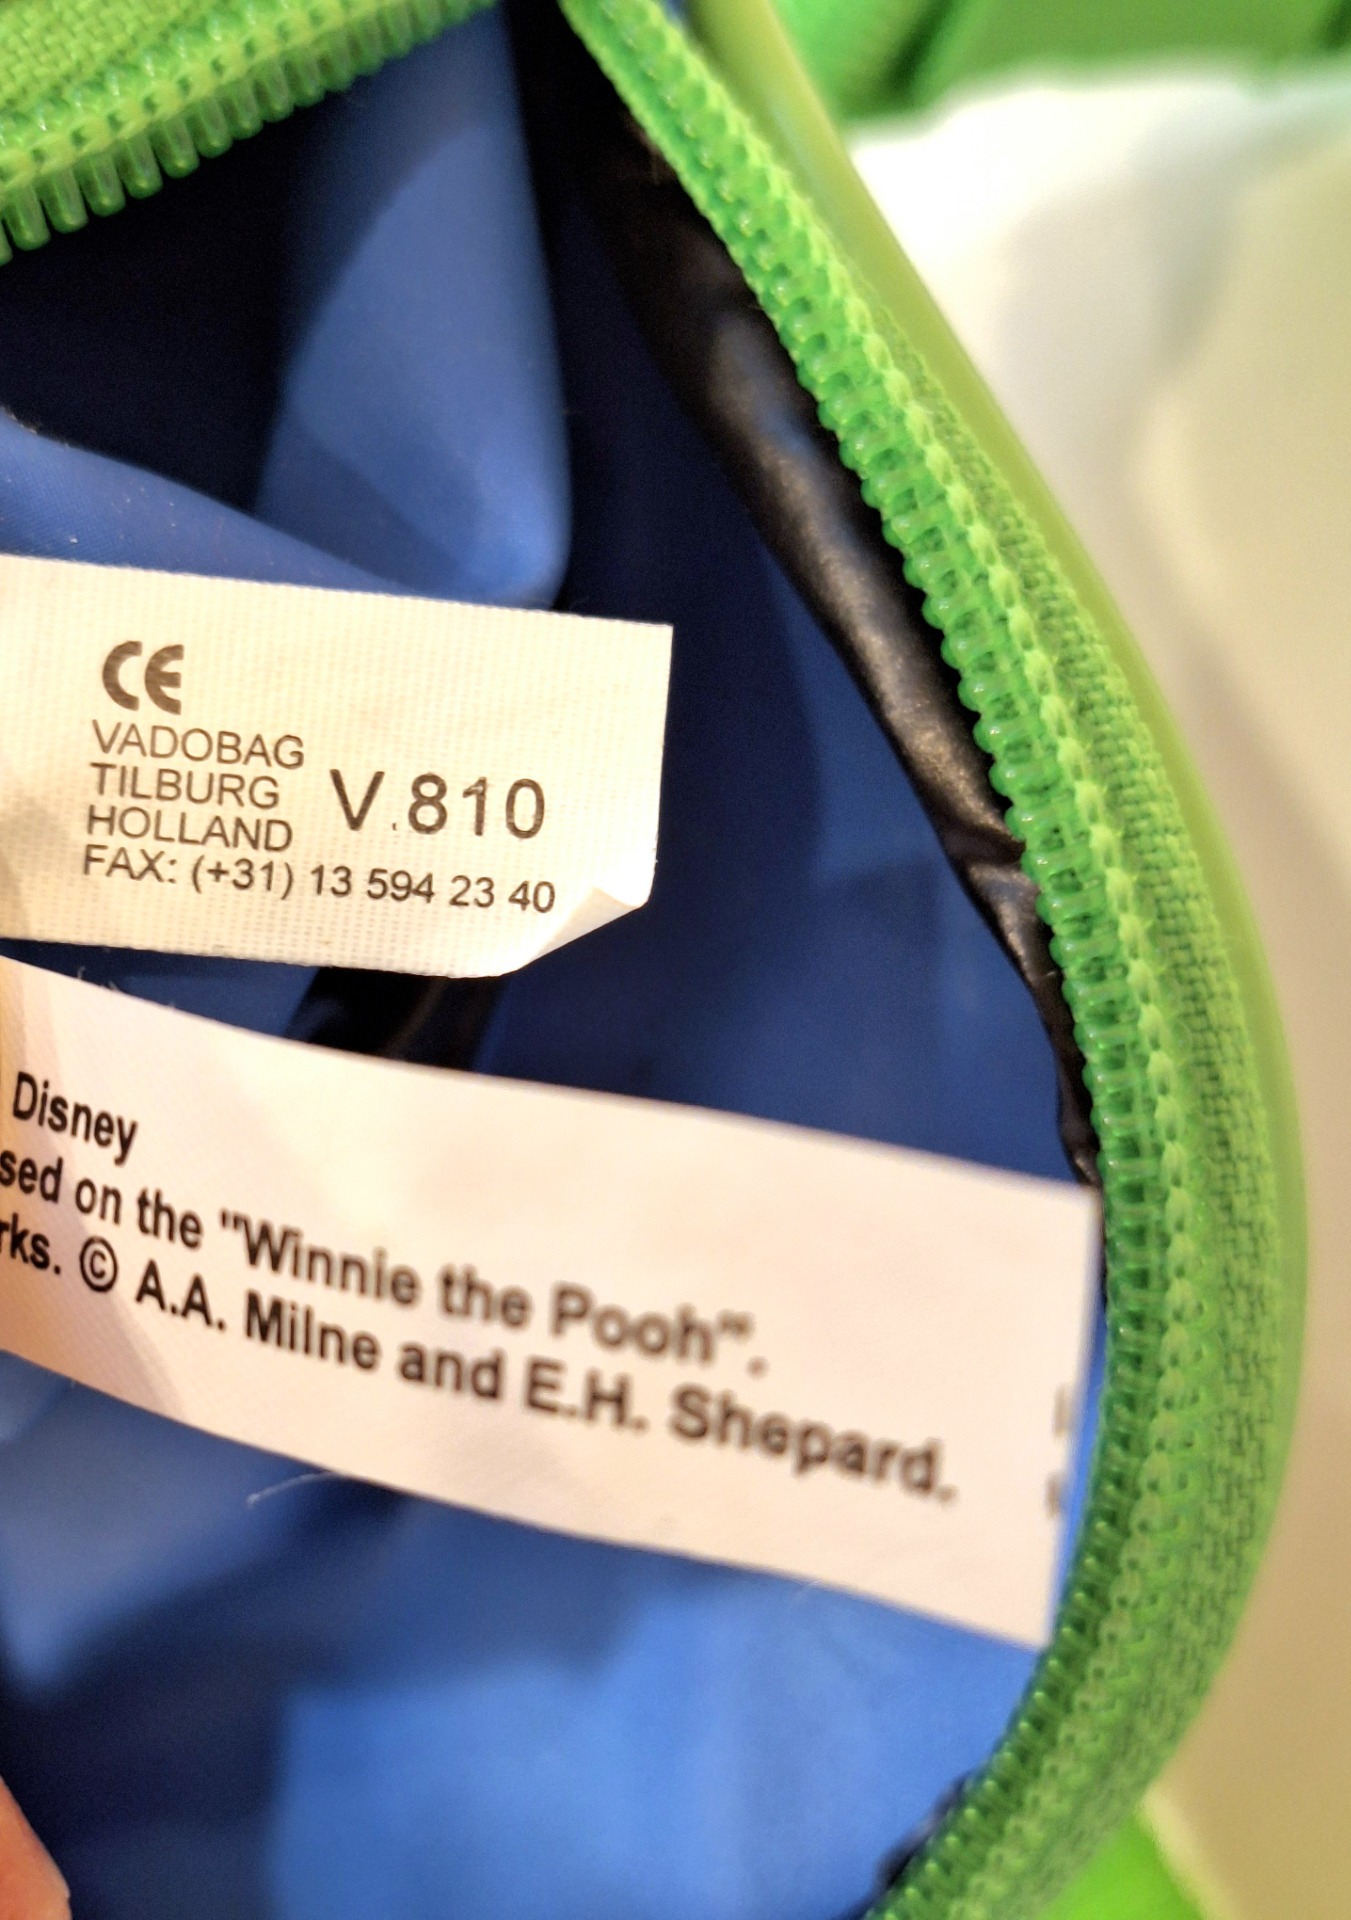 CE
VADOBAG
TILBURG
HOLLAND
V.810
FAX: (+31) 13 594 23 40
Disney
sed on the "Winnie the Pooh".
rks. © A.A. Milne and E.H. Shepard.